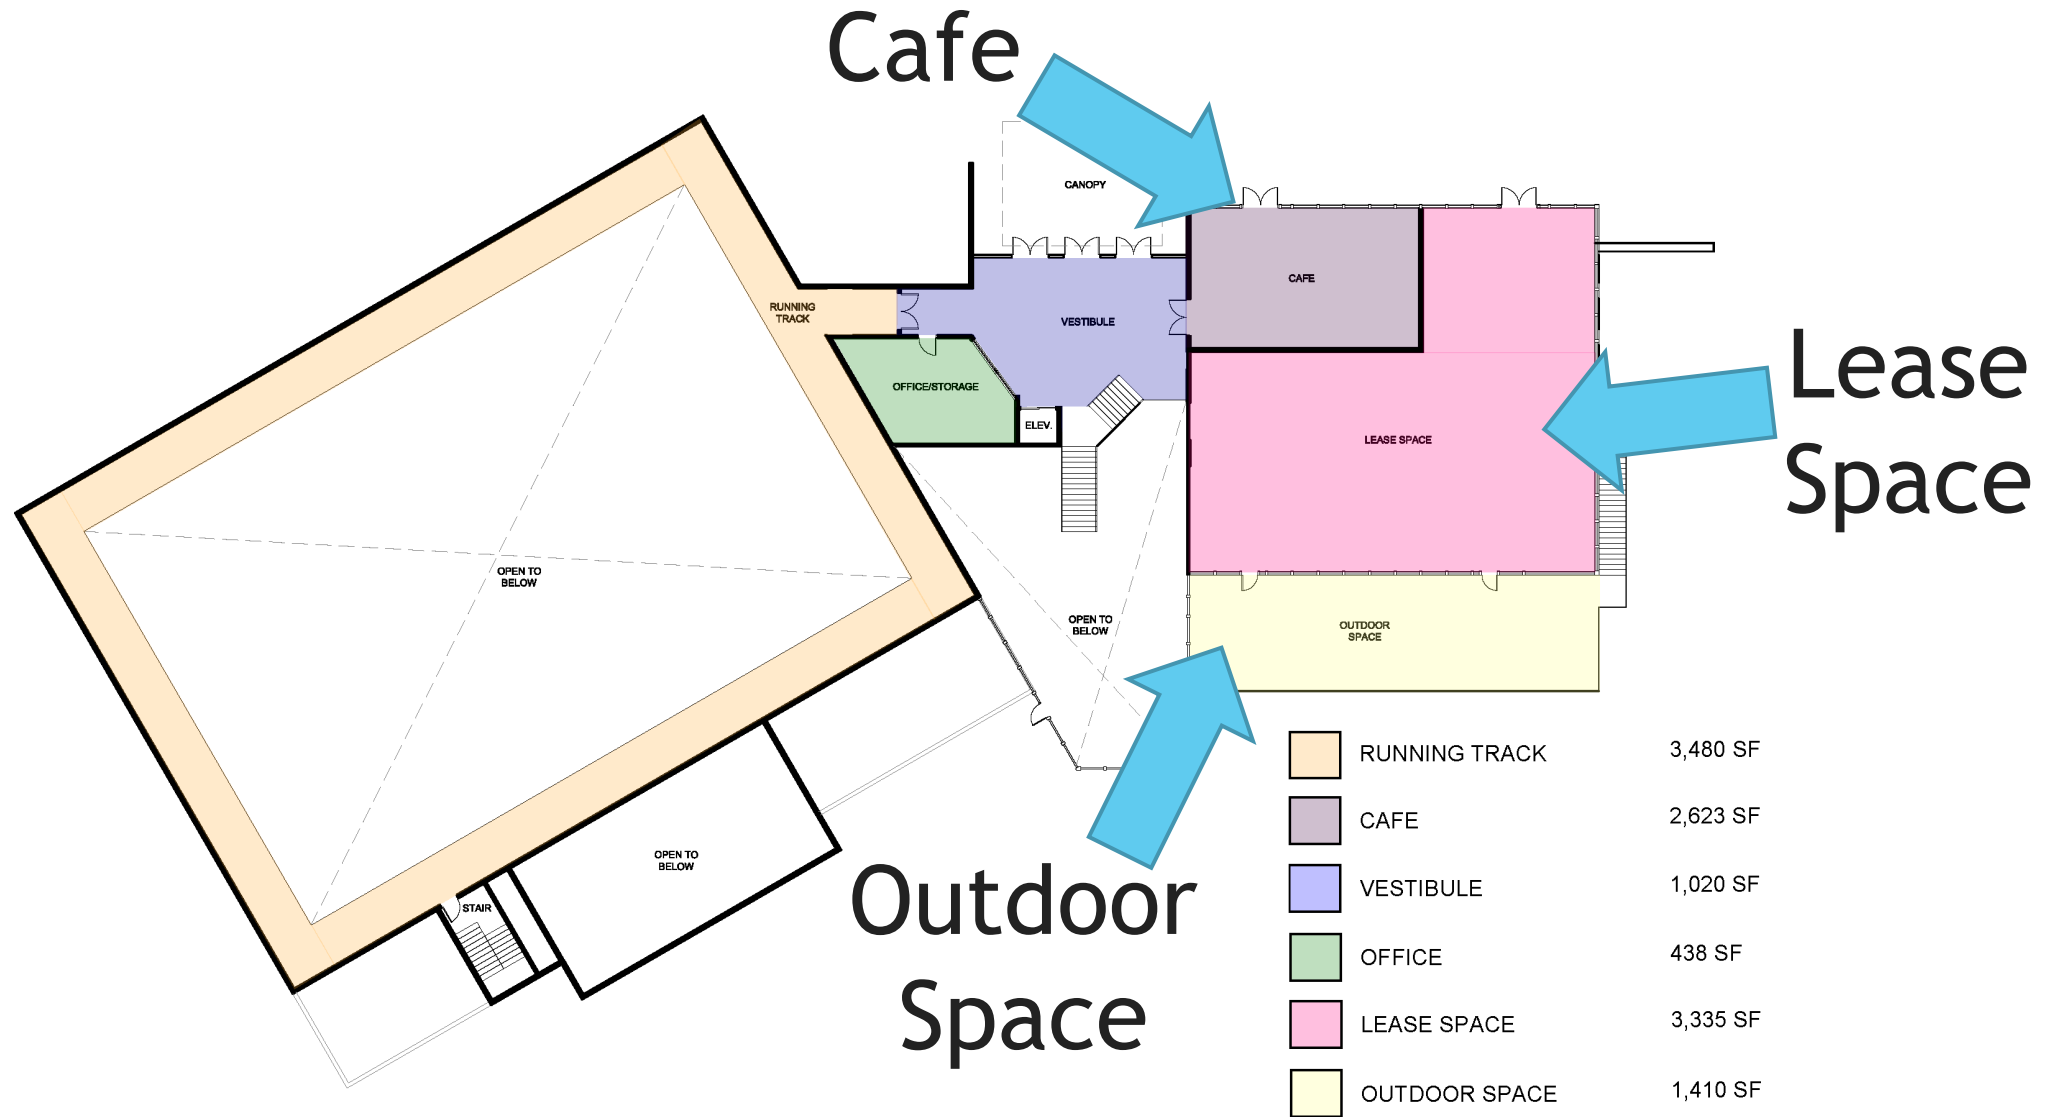 Cafe
CANOPY
CAFE
RUNNING
TRACK
VESTIBULE
OFFICE/STORAGE
ELEV.
LEASE SPACE
Lease
Space
OPEN TO
BELOW
OPEN TO
BELOW
OUTDOOR
SPACE
OPEN TO
BELOW
STAIR
Outdoor
Space
RUNNING TRACK 3,480 SF
CAFE 2,623 SF
VESTIBULE 1,020 SF
OFFICE 438 SF
LEASE SPACE 3,335 SF
OUTDOOR SPACE 1,410 SF